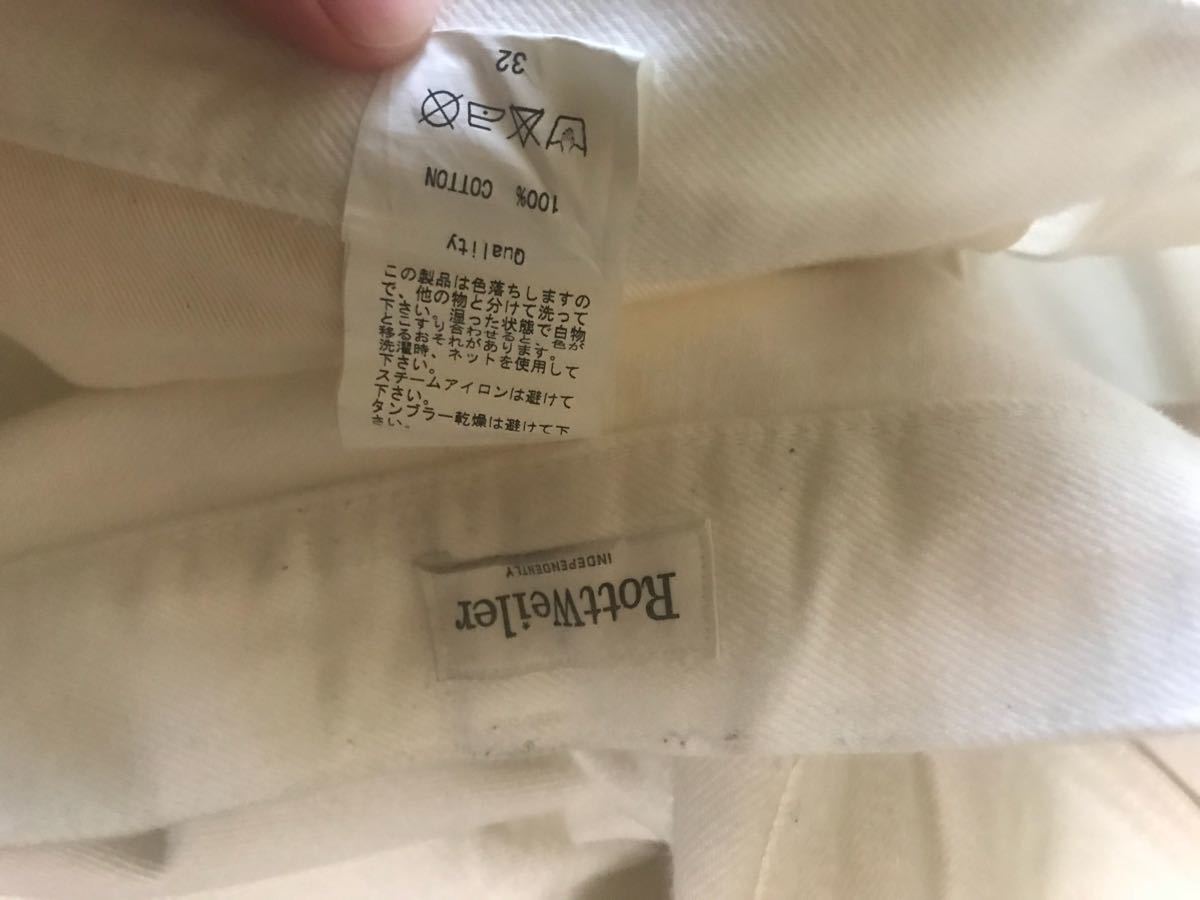 32
100% COTTON
Quality
この製品は色落ちしますの
で、他の物と分けて洗って
下さい。湿った状態で白物
とこすり合わせると、色が
移るおそれがあります。
洗濯時、ネットを使用して
下さい。
スチームアイロンは避けて
下さい。
タンブラー乾燥は避けて下
さい。
RottWeiler
INDEPENDENTLY